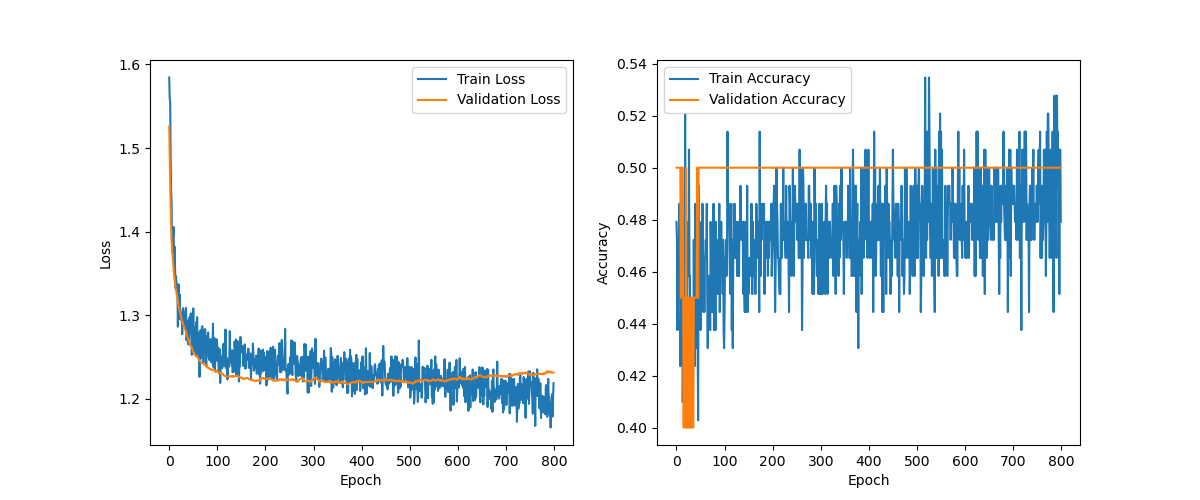 1.6
1.5
1.4
1.3
1.2
Loss
0 100 200 300 400 500 600 700 800
Epoch
Train Loss
Validation Loss
0.54
0.52
0.50
0.48
0.46
0.44
0.42
0.40
Accuracy
0 100 200 300 400 500 600 700 800
Epoch
Train Accuracy
Validation Accuracy